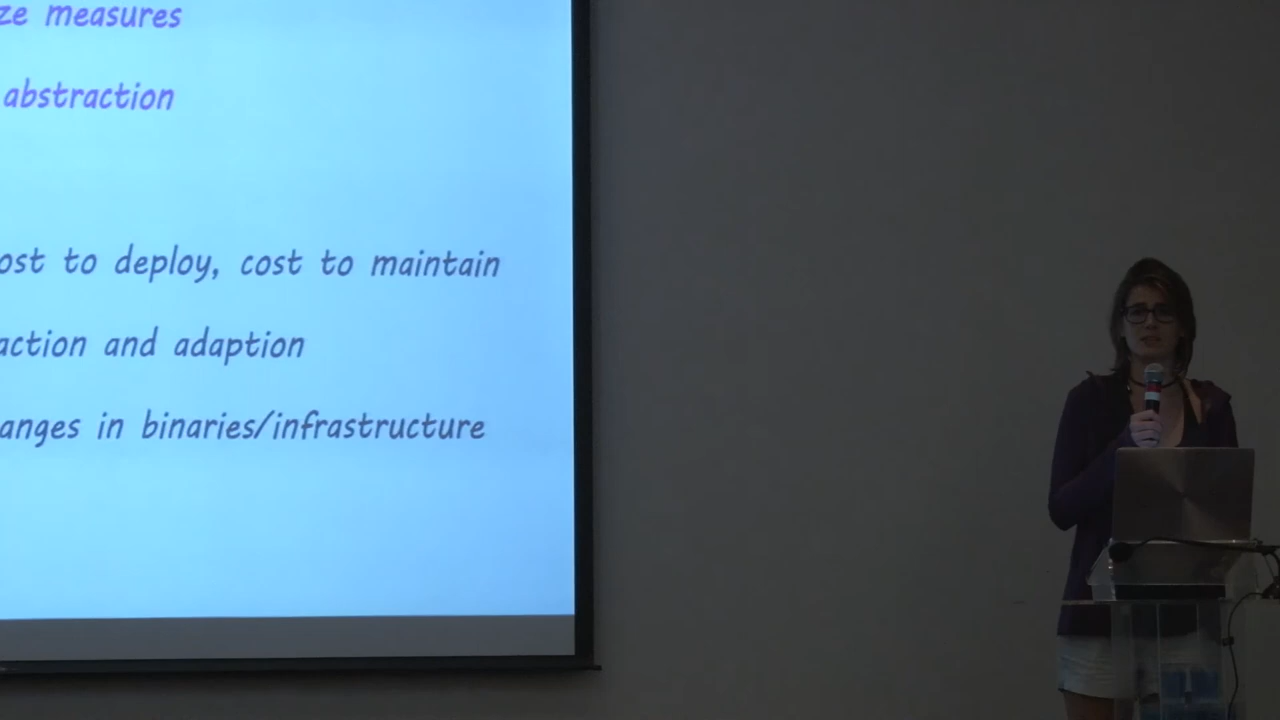 ze measures
abstraction
ost to deploy, cost to maintain
action and adaption
anges in binaries/infrastructure